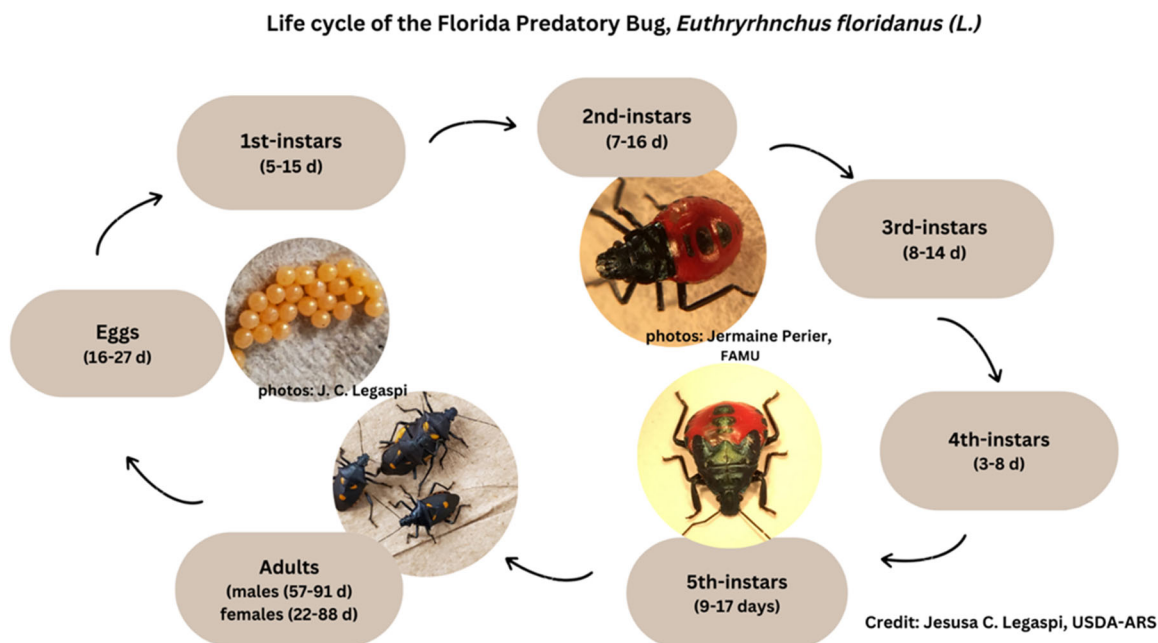 Life cycle of the Florida Predatory Bug, Euthryrhnchus floridanus (L.)
1st-instars
(5-15 d)
2nd-instars
(7-16 d)
3rd-instars
(8-14 d)
photos: Jermaine Perier,
FAMU
Eggs
(16-27 d)
photos: J. C. Legaspi
4th-instars
(3-8 d)
Adults
(males (57-91 d)
females (22-88 d)
5th-instars
(9-17 days)
Credit: Jesusa C. Legaspi, USDA-ARS